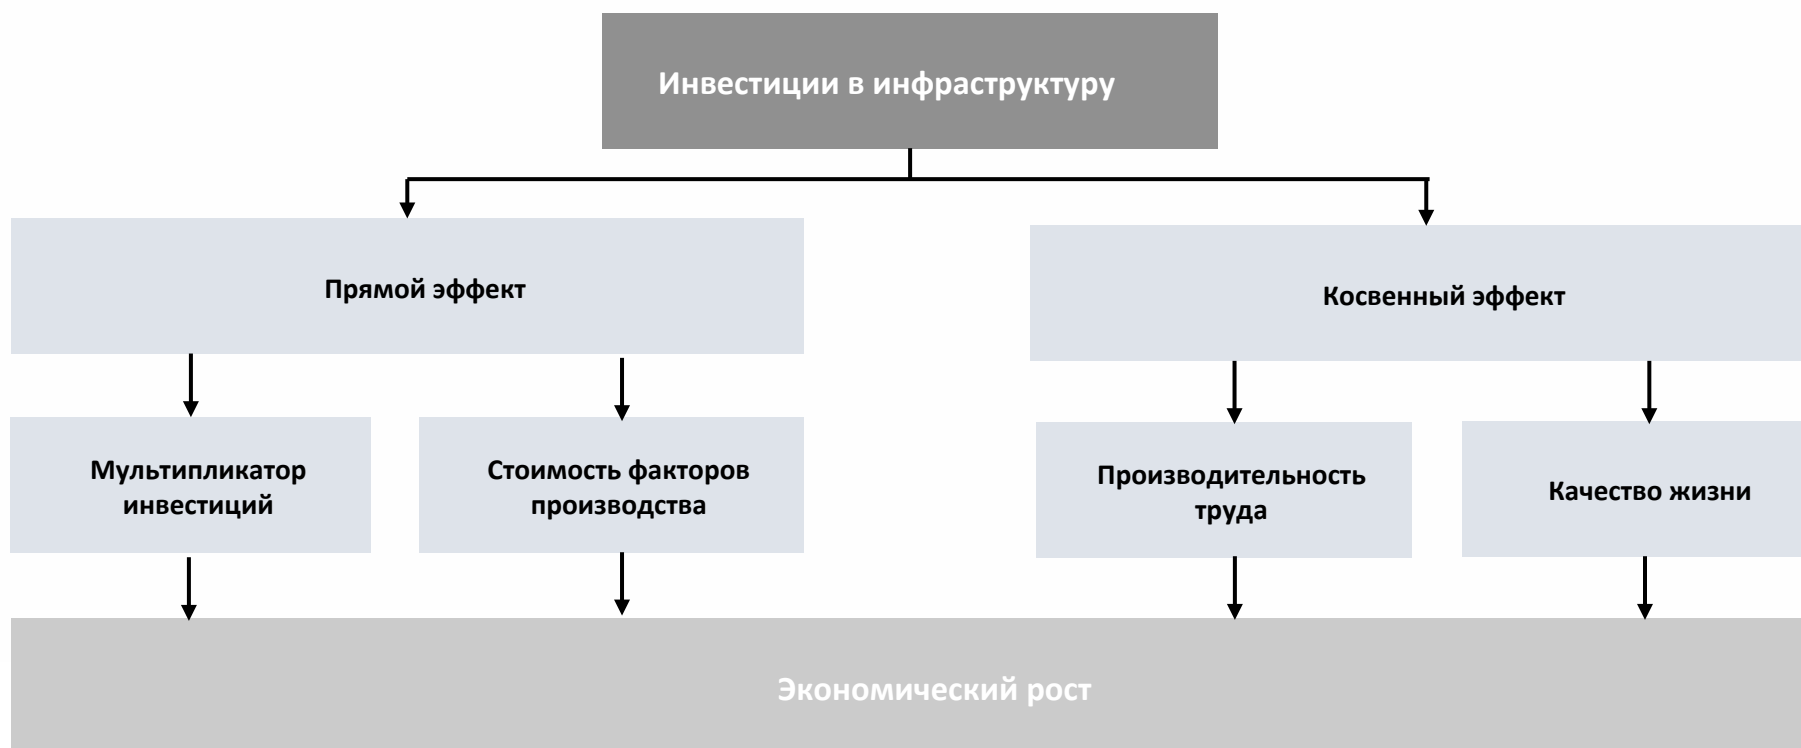 Инвестиции в инфраструктуру
Прямой эффект
Косвенный эффект
Мультипликатор
инвестиций
Стоимость факторов
производства
Производительность
труда
Качество жизни
Экономический рост